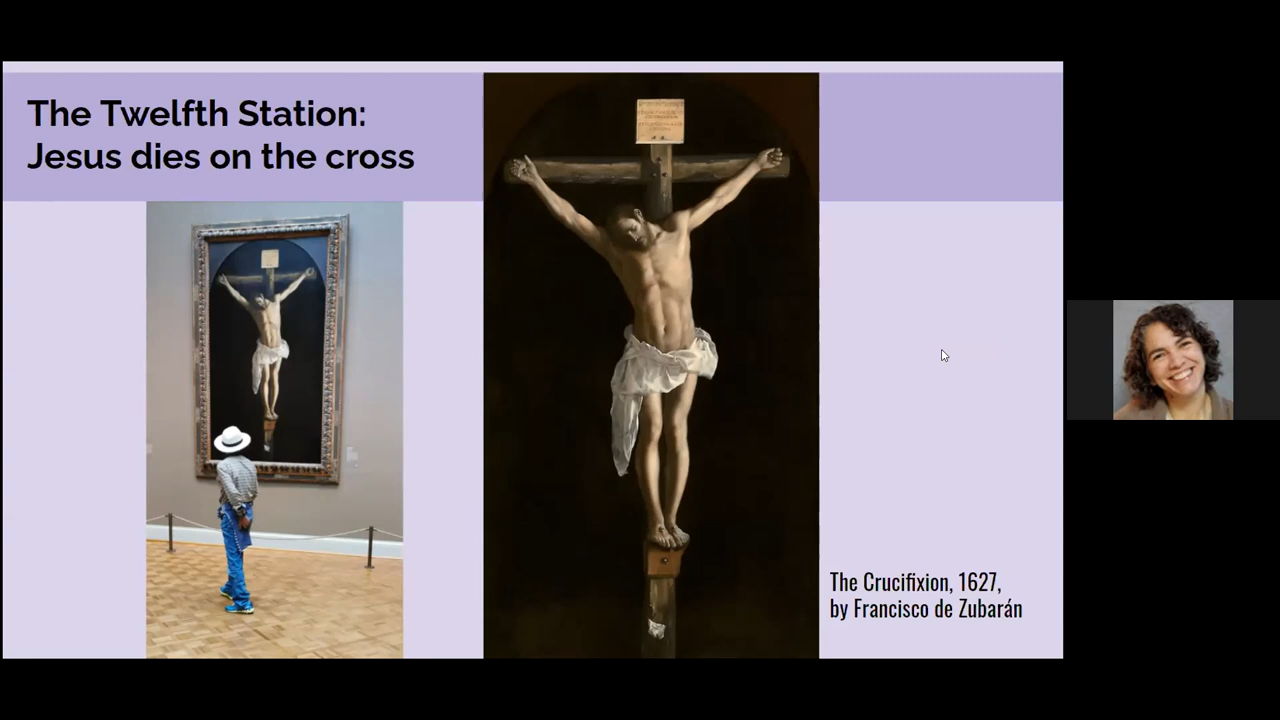 The Twelfth Station:
Jesus dies on the cross
The Crucifixion, 1627,
by Francisco de Zubarán